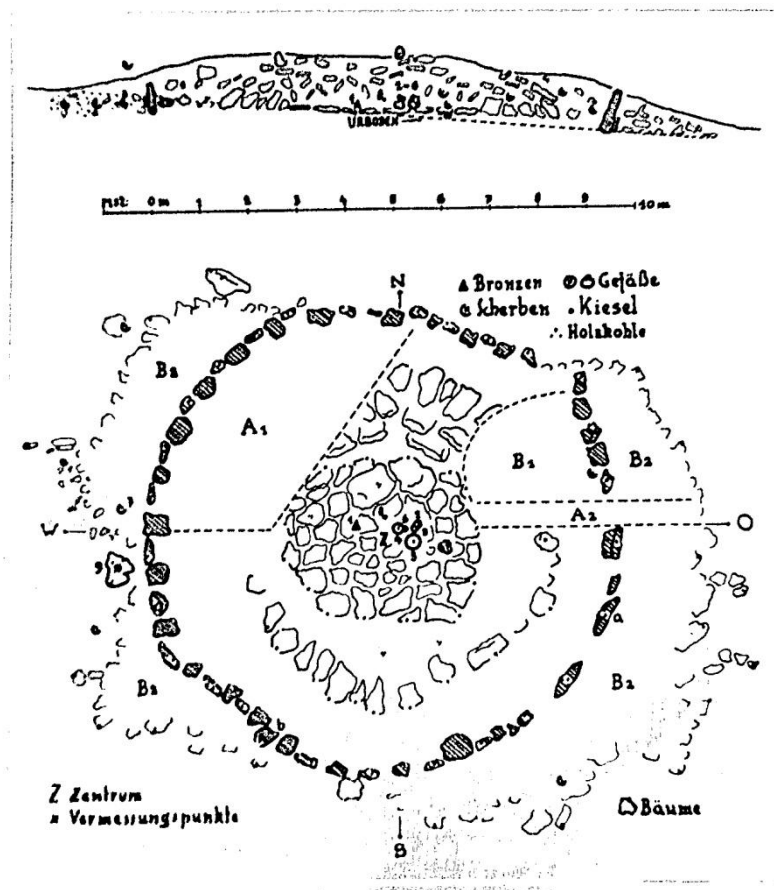 URBODEN
MST: 0m 1 2 3 4 5 6 7 8 9 10m
N
▲ Bronzen Gefäße
Scherben . Kiesel
∴ Holzkohle
B2
A1
B1 B2
A2
W O
Z
B2
B2
Z Zentrum
¤ Vermessungspunkte
Bäume
S